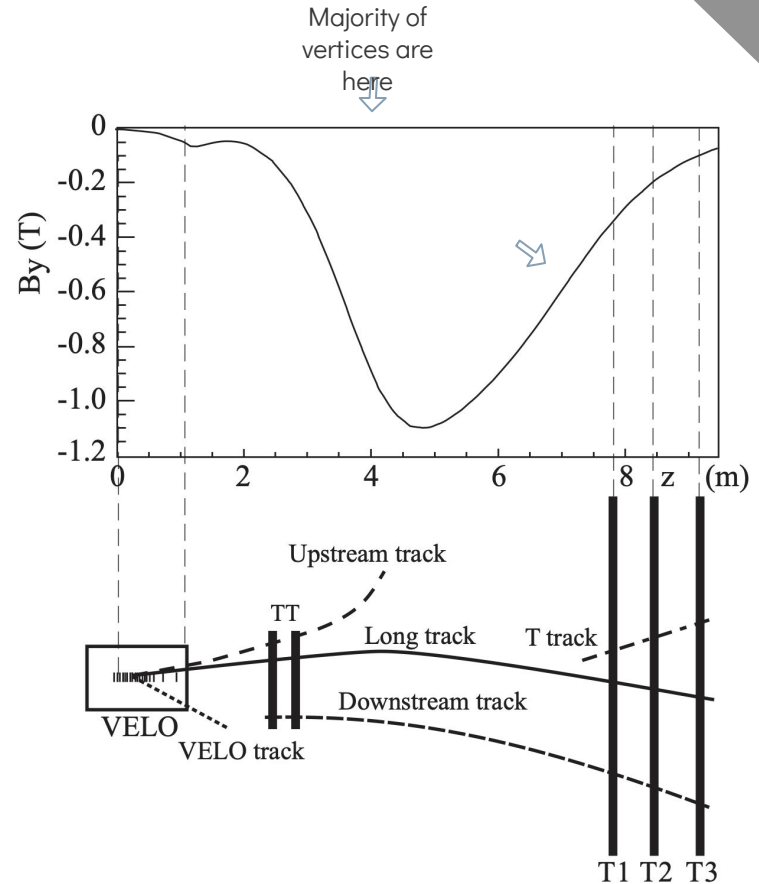 Majority of
vertices are
here
0
-0.2
-0.4
-0.6
-0.8
-1.0
-1.2
By (T)
0 2 4 6 8 z (m)
Upstream track
TT
Long track
T track
Downstream track
VELO
VELO track
T1 T2 T3